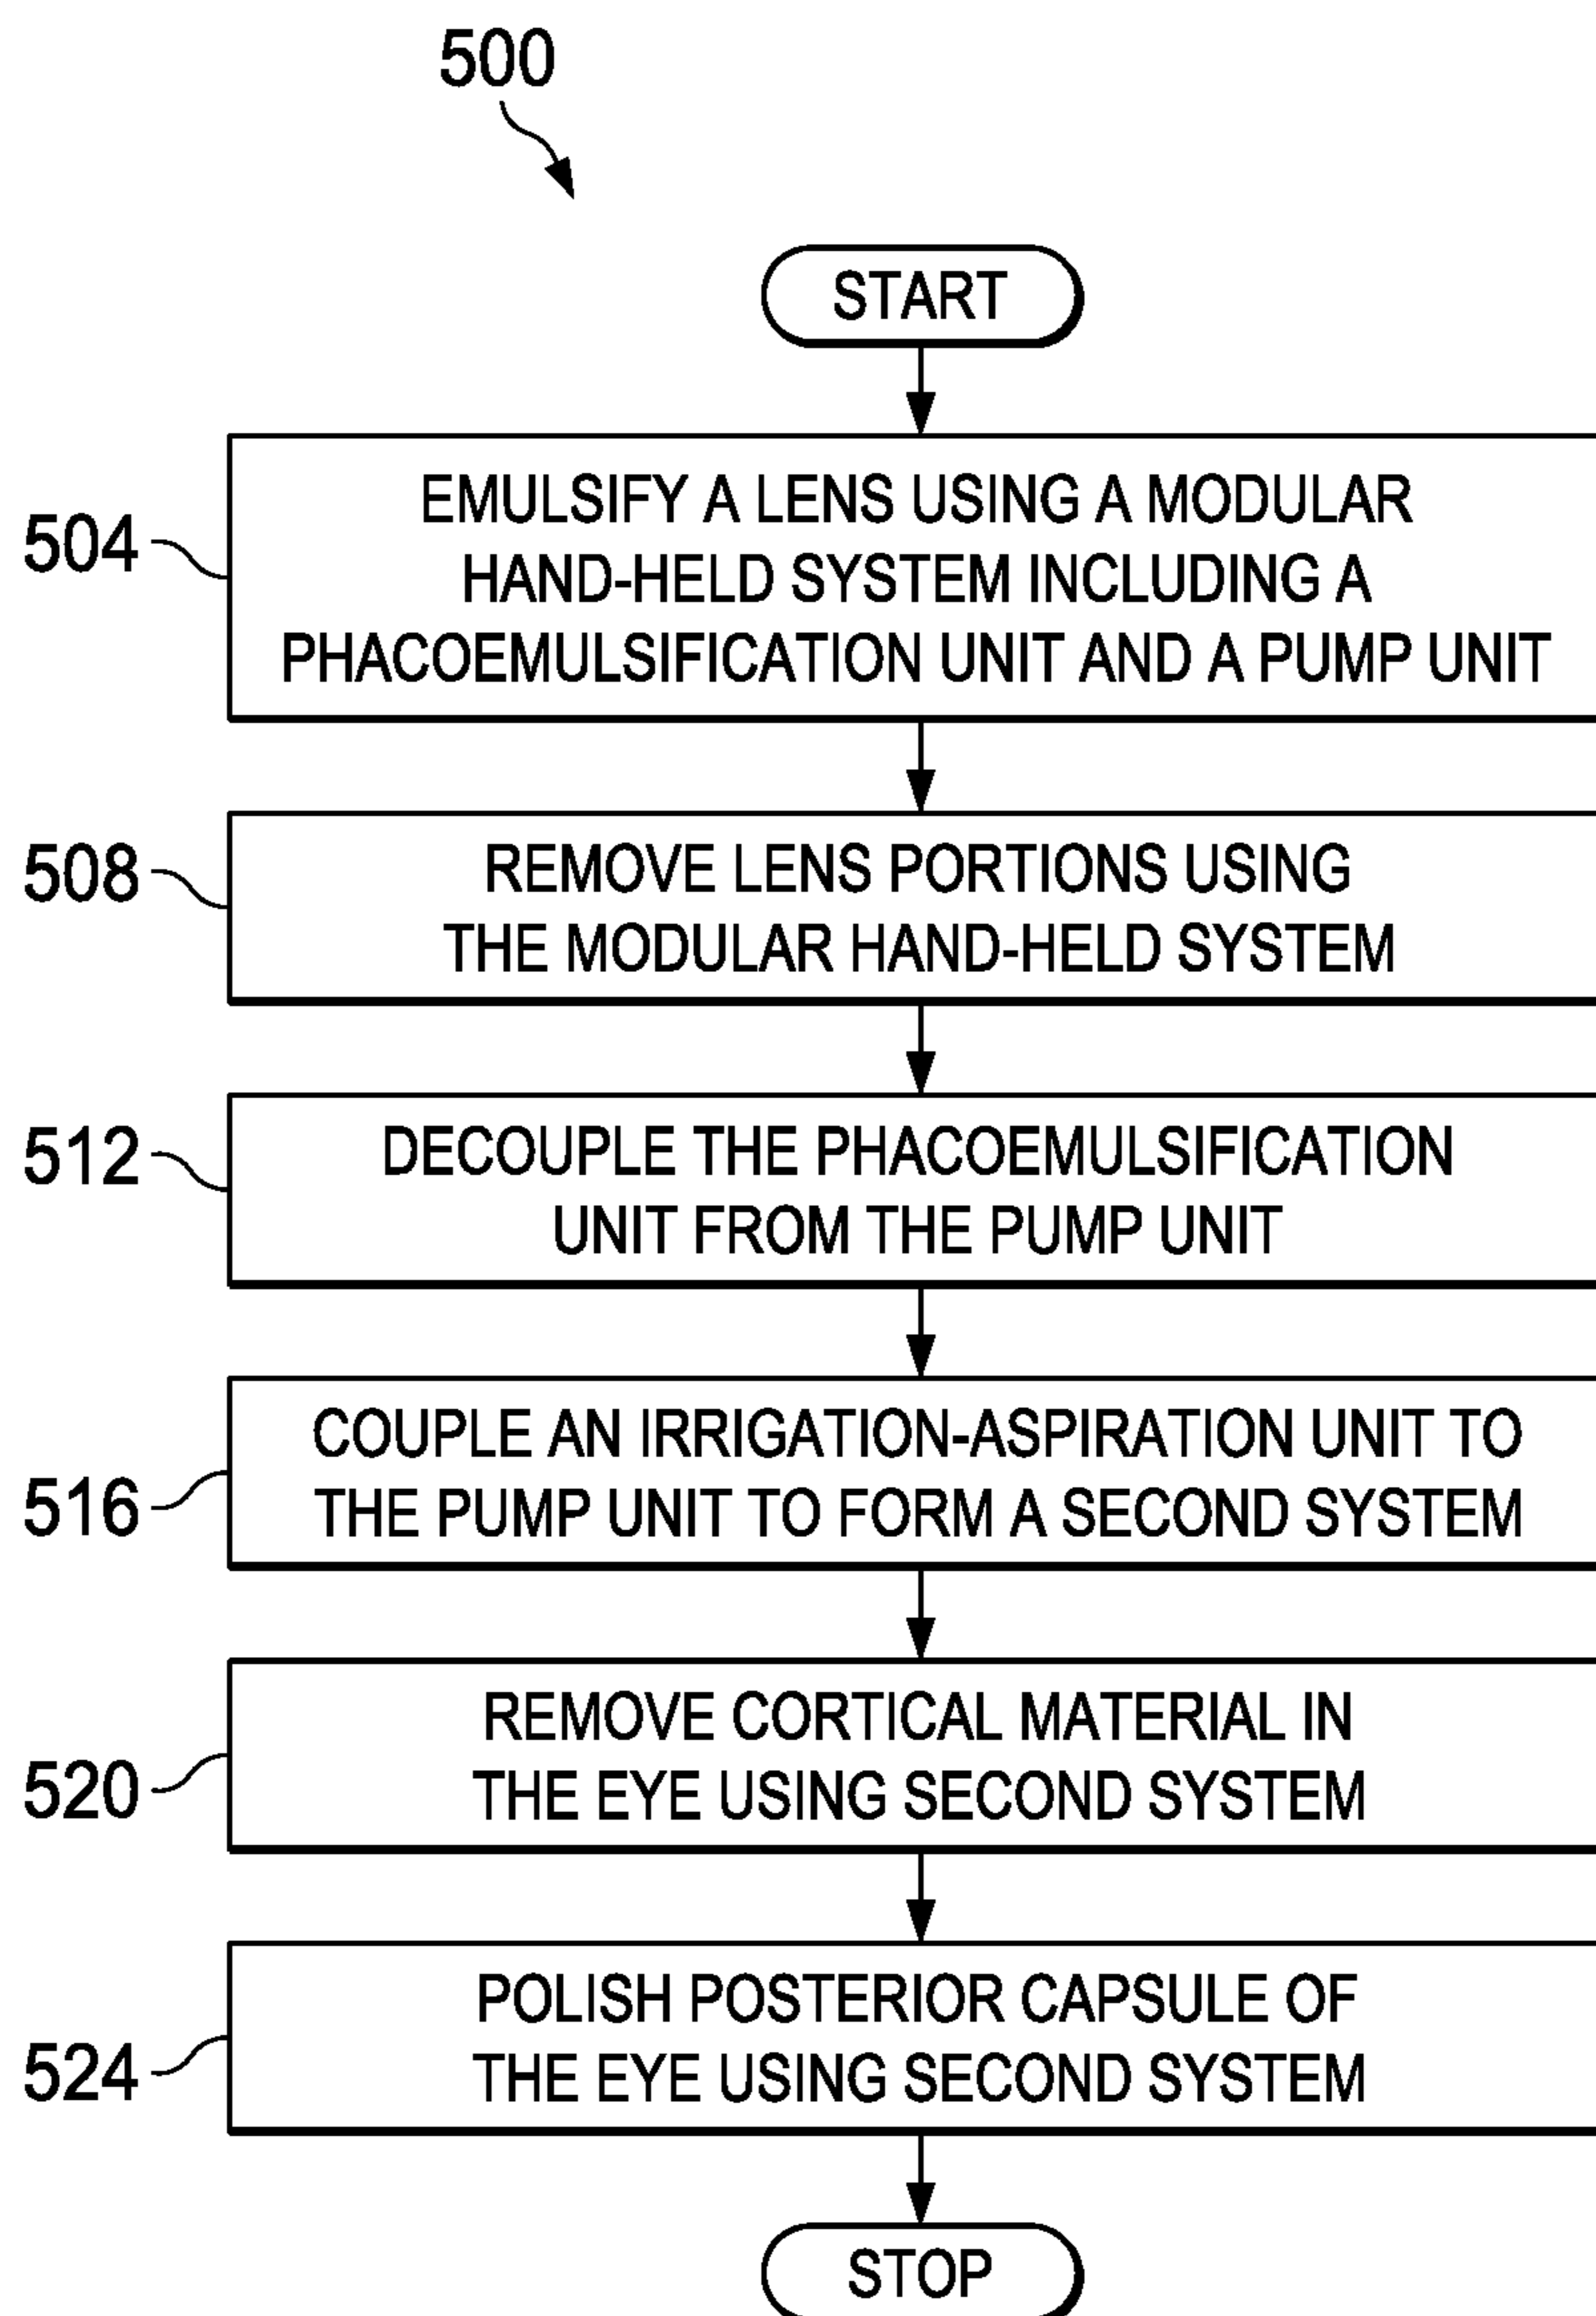 500
START
504
EMULSIFY A LENS USING A MODULAR
HAND-HELD SYSTEM INCLUDING A
PHACOEMULSIFICATION UNIT AND A PUMP UNIT
508
REMOVE LENS PORTIONS USING
THE MODULAR HAND-HELD SYSTEM
512
DECOUPLE THE PHACOEMULSIFICATION
UNIT FROM THE PUMP UNIT
516
COUPLE AN IRRIGATION-ASPIRATION UNIT TO
THE PUMP UNIT TO FORM A SECOND SYSTEM
520
REMOVE CORTICAL MATERIAL IN
THE EYE USING SECOND SYSTEM
524
POLISH POSTERIOR CAPSULE OF
THE EYE USING SECOND SYSTEM
STOP